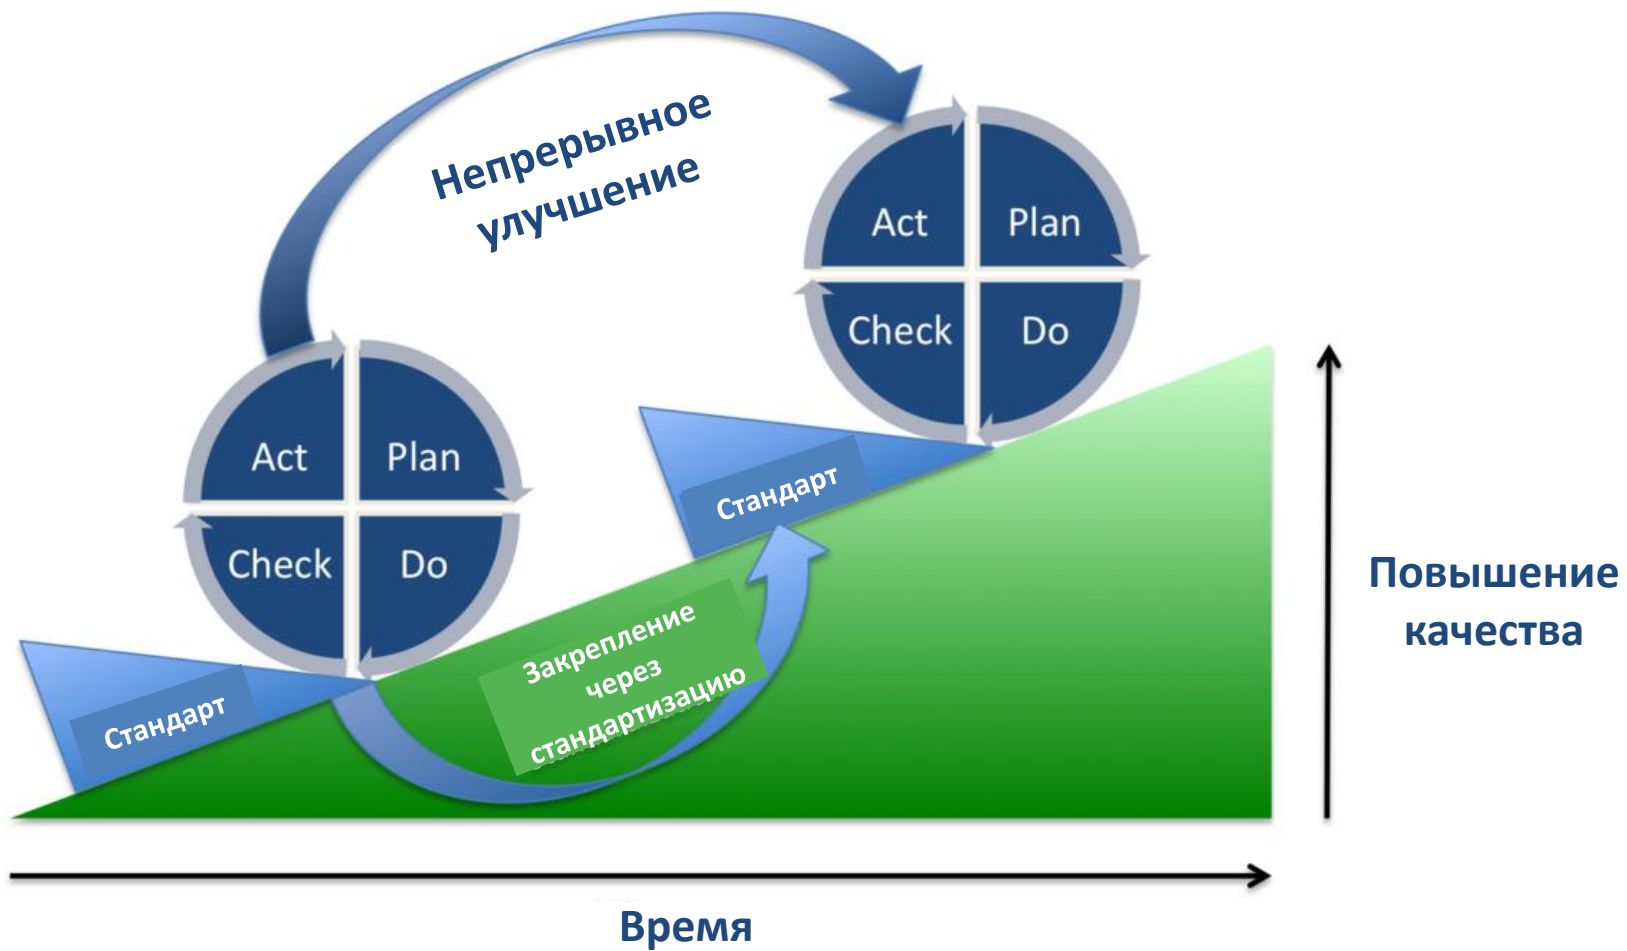 Непрерывное
улучшение
Act
Plan
Check
Do
Act
Plan
Check
Do
Стандарт
Стандарт
Закрепление
через
стандартизацию
Повышение
качества
Время